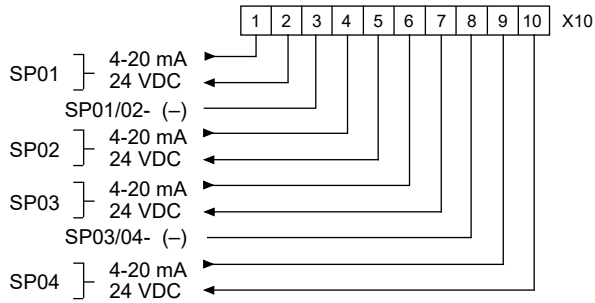 1 2 3 4 5 6 7 8 9 10 X10
SP01 4-20 mA
24 VDC
SP01/02- (–)
SP02 4-20 mA
24 VDC
SP03 4-20 mA
24 VDC
SP03/04- (–)
SP04 4-20 mA
24 VDC